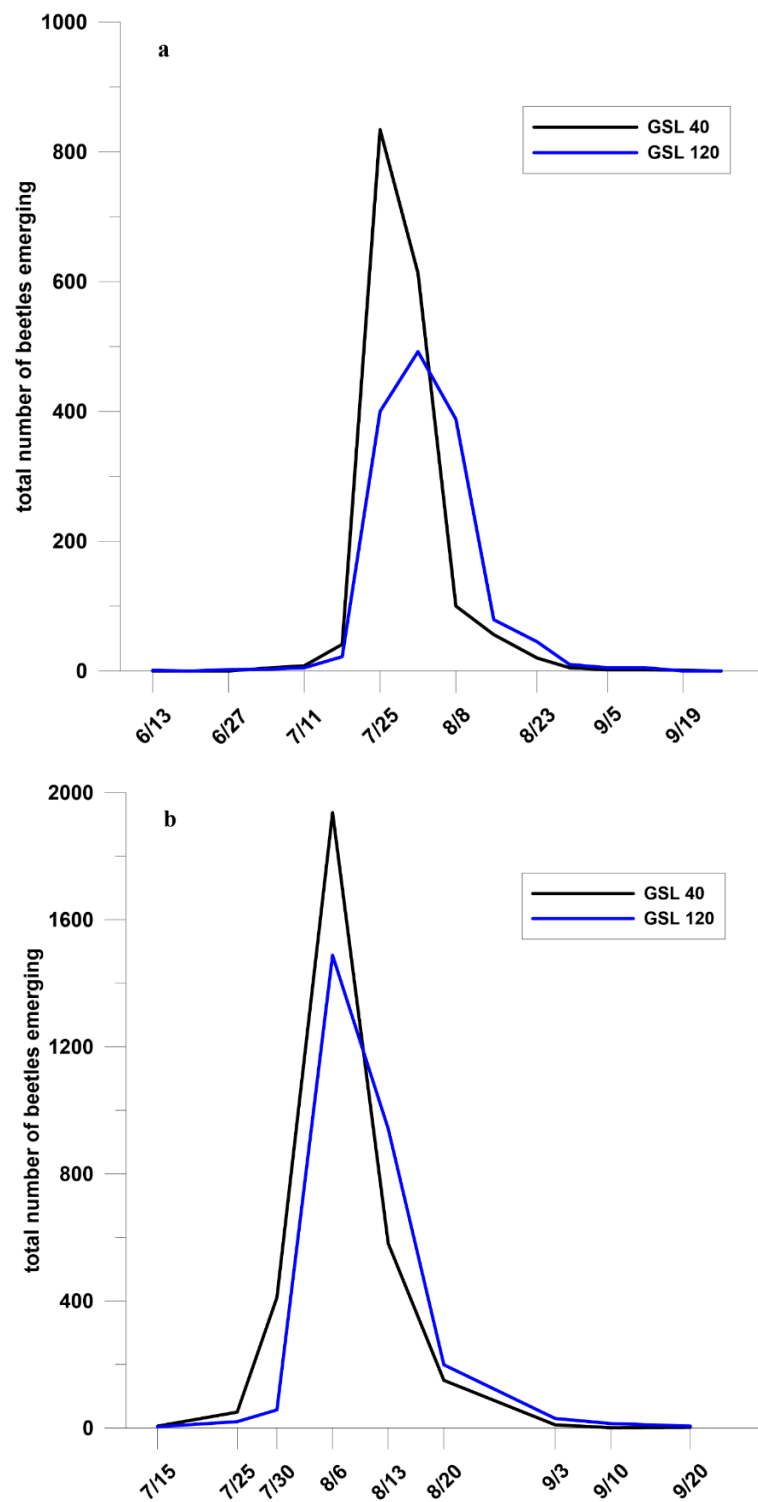 a
1000
800
600
400
200
0
total number of beetles emerging
GSL 40
GSL 120
6/13 6/27 7/11 7/25 8/8 8/23 9/5 9/19
b
2000
1600
1200
800
400
0
total number of beetles emerging
GSL 40
GSL 120
7/15 7/25 7/30 8/6 8/13 8/20 9/3 9/10 9/20